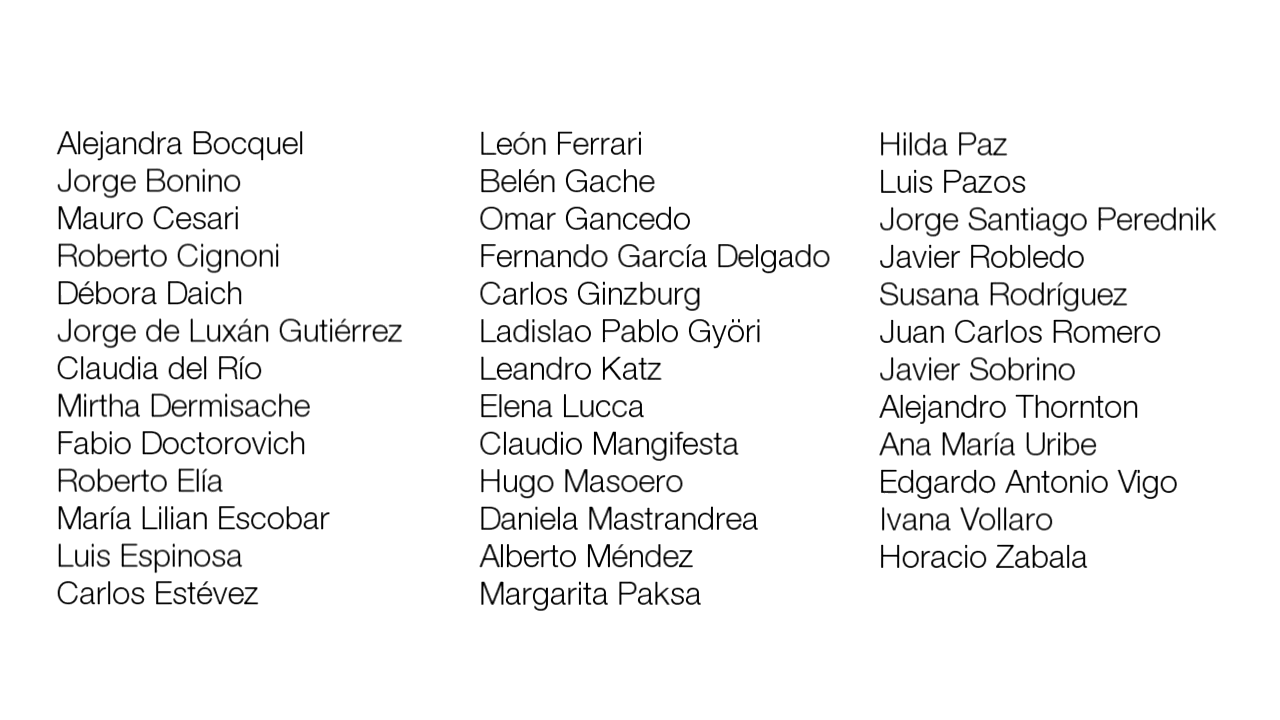 Alejandra Bocquel
Jorge Bonino
Mauro Cesari
Roberto Cignoni
Débora Daich
Jorge de Luxán Gutiérrez
Claudia del Río
Mirtha Dermisache
Fabio Doctorovich
Roberto Elía
María Lilian Escobar
Luis Espinosa
Carlos Estévez
León Ferrari
Belén Gache
Omar Gancedo
Fernando García Delgado
Carlos Ginzburg
Ladislao Pablo Györi
Leandro Katz
Elena Lucca
Claudio Mangifesta
Hugo Masoero
Daniela Mastrandrea
Alberto Méndez
Margarita Paksa
Hilda Paz
Luis Pazos
Jorge Santiago Perednik
Javier Robledo
Susana Rodríguez
Juan Carlos Romero
Javier Sobrino
Alejandro Thornton
Ana María Uribe
Edgardo Antonio Vigo
Ivana Vollaro
Horacio Zabala